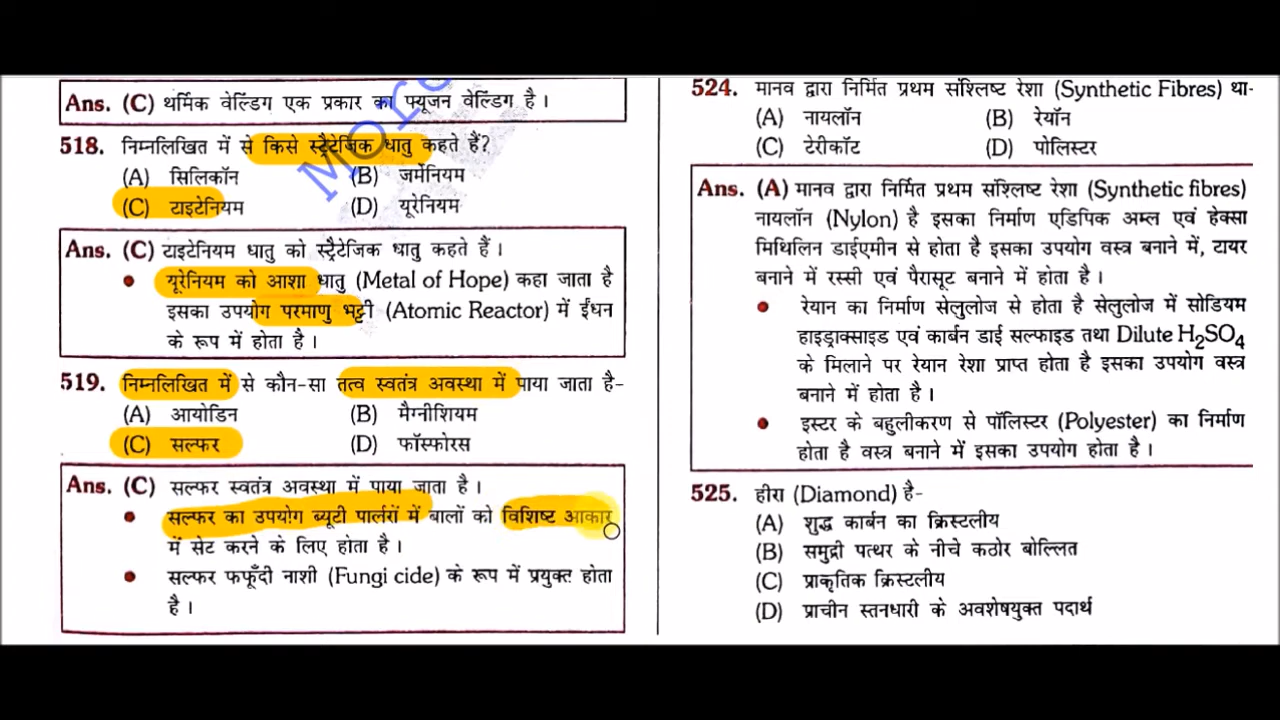 Ans. (C) थर्मिक वेल्डिंग एक प्रकार का फ्यूजन वेल्डिंग है।
518. निम्नलिखित में से किसे स्ट्रैटेजिक धातु कहते हैं?
(A) सिलिकॉन (B) जर्मेनियम
(C) टाइटेनियम (D) यूरेनियम
Ans. (C) टाइटेनियम धातु को स्ट्रैटेजिक धातु कहते हैं।
• यूरेनियम को आशा धातु (Metal of Hope) कहा जाता है
इसका उपयोग परमाणु भट्टी (Atomic Reactor) में ईंधन
के रूप में होता है।
519. निम्नलिखित में से कौन-सा तत्व स्वतंत्र अवस्था में पाया जाता है-
(A) आयोडिन (B) मैग्नीशियम
(C) सल्फर (D) फॉस्फोरस
Ans. (C) सल्फर स्वतंत्र अवस्था में पाया जाता है।
• सल्फर का उपयोग ब्यूटी पार्लरों में बालों को विशिष्ट आकार
में सेट करने के लिए होता है।
• सल्फर फफूँदी नाशी (Fungi cide) के रूप में प्रयुक्त होता
है।
More
524. मानव द्वारा निर्मित प्रथम संश्लिष्ट रेशा (Synthetic Fibres) था-
(A) नायलॉन (B) रेयॉन
(C) टेरीकॉट (D) पोलिस्टर
Ans. (A) मानव द्वारा निर्मित प्रथम संश्लिष्ट रेशा (Synthetic fibres)
नायलॉन (Nylon) है इसका निर्माण एडिपिक अम्ल एवं हेक्सा
मिथिलिन डाईएमीन से होता है इसका उपयोग वस्त्र बनाने में, टायर
बनाने में रस्सी एवं पैरासूट बनाने में होता है।
• रेयान का निर्माण सेलुलोज से होता है सेलुलोज में सोडियम
हाइड्राक्साइड एवं कार्बन डाई सल्फाइड तथा Dilute H₂SO₄
के मिलाने पर रेयान रेशा प्राप्त होता है इसका उपयोग वस्त्र
बनाने में होता है।
• इस्टर के बहुलीकरण से पॉलिस्टर (Polyester) का निर्माण
होता है वस्त्र बनाने में इसका उपयोग होता है।
525. हीरा (Diamond) है-
(A) शुद्ध कार्बन का क्रिस्टलीय
(B) समुद्री पत्थर के नीचे कठोर बोल्लित
(C) प्राकृतिक क्रिस्टलीय
(D) प्राचीन स्तनधारी के अवशेषयुक्त पदार्थ